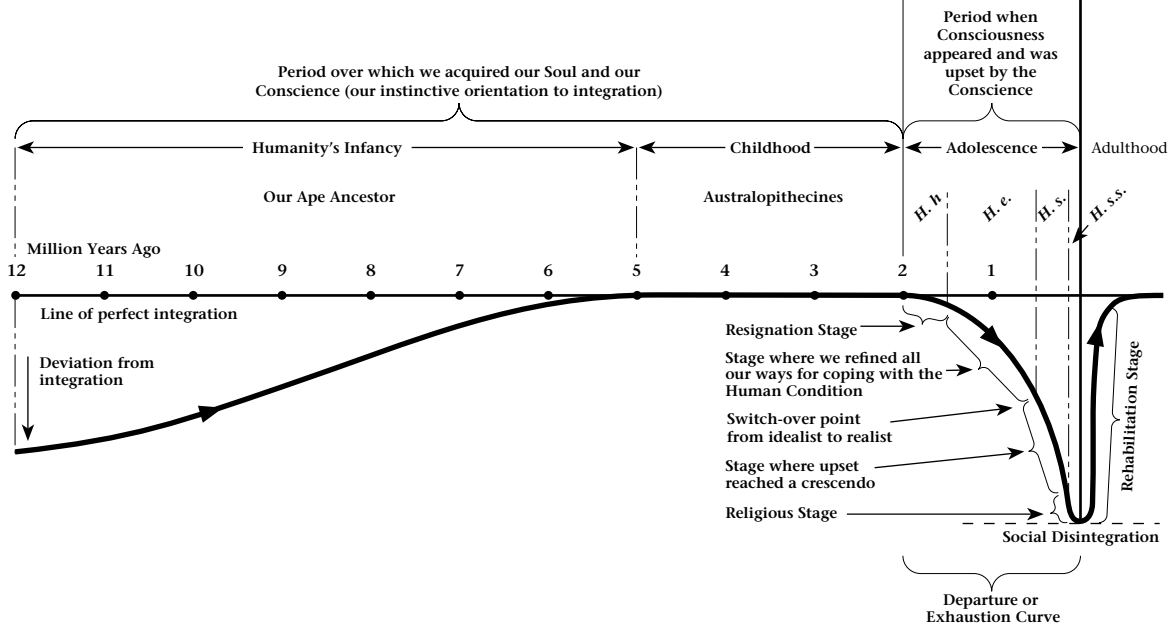 Period when
Consciousness
appeared and was
upset by the
Conscience
Period over which we acquired our Soul and our
Conscience (our instinctive orientation to integration)
Humanity's Infancy
Childhood
Adolescence
Adulthood
Our Ape Ancestor
Australopithecines
H. h
H. e.
H. s.
H. s.s.
Million Years Ago
12 11 10 9 8 7 6 5 4 3 2 1
Line of perfect integration
Deviation from
integration
Resignation Stage
Stage where we refined all
our ways for coping with the
Human Condition
Switch-over point
from idealist to realist
Stage where upset
reached a crescendo
Religious Stage
Rehabilitation Stage
Social Disintegration
Departure or
Exhaustion Curve